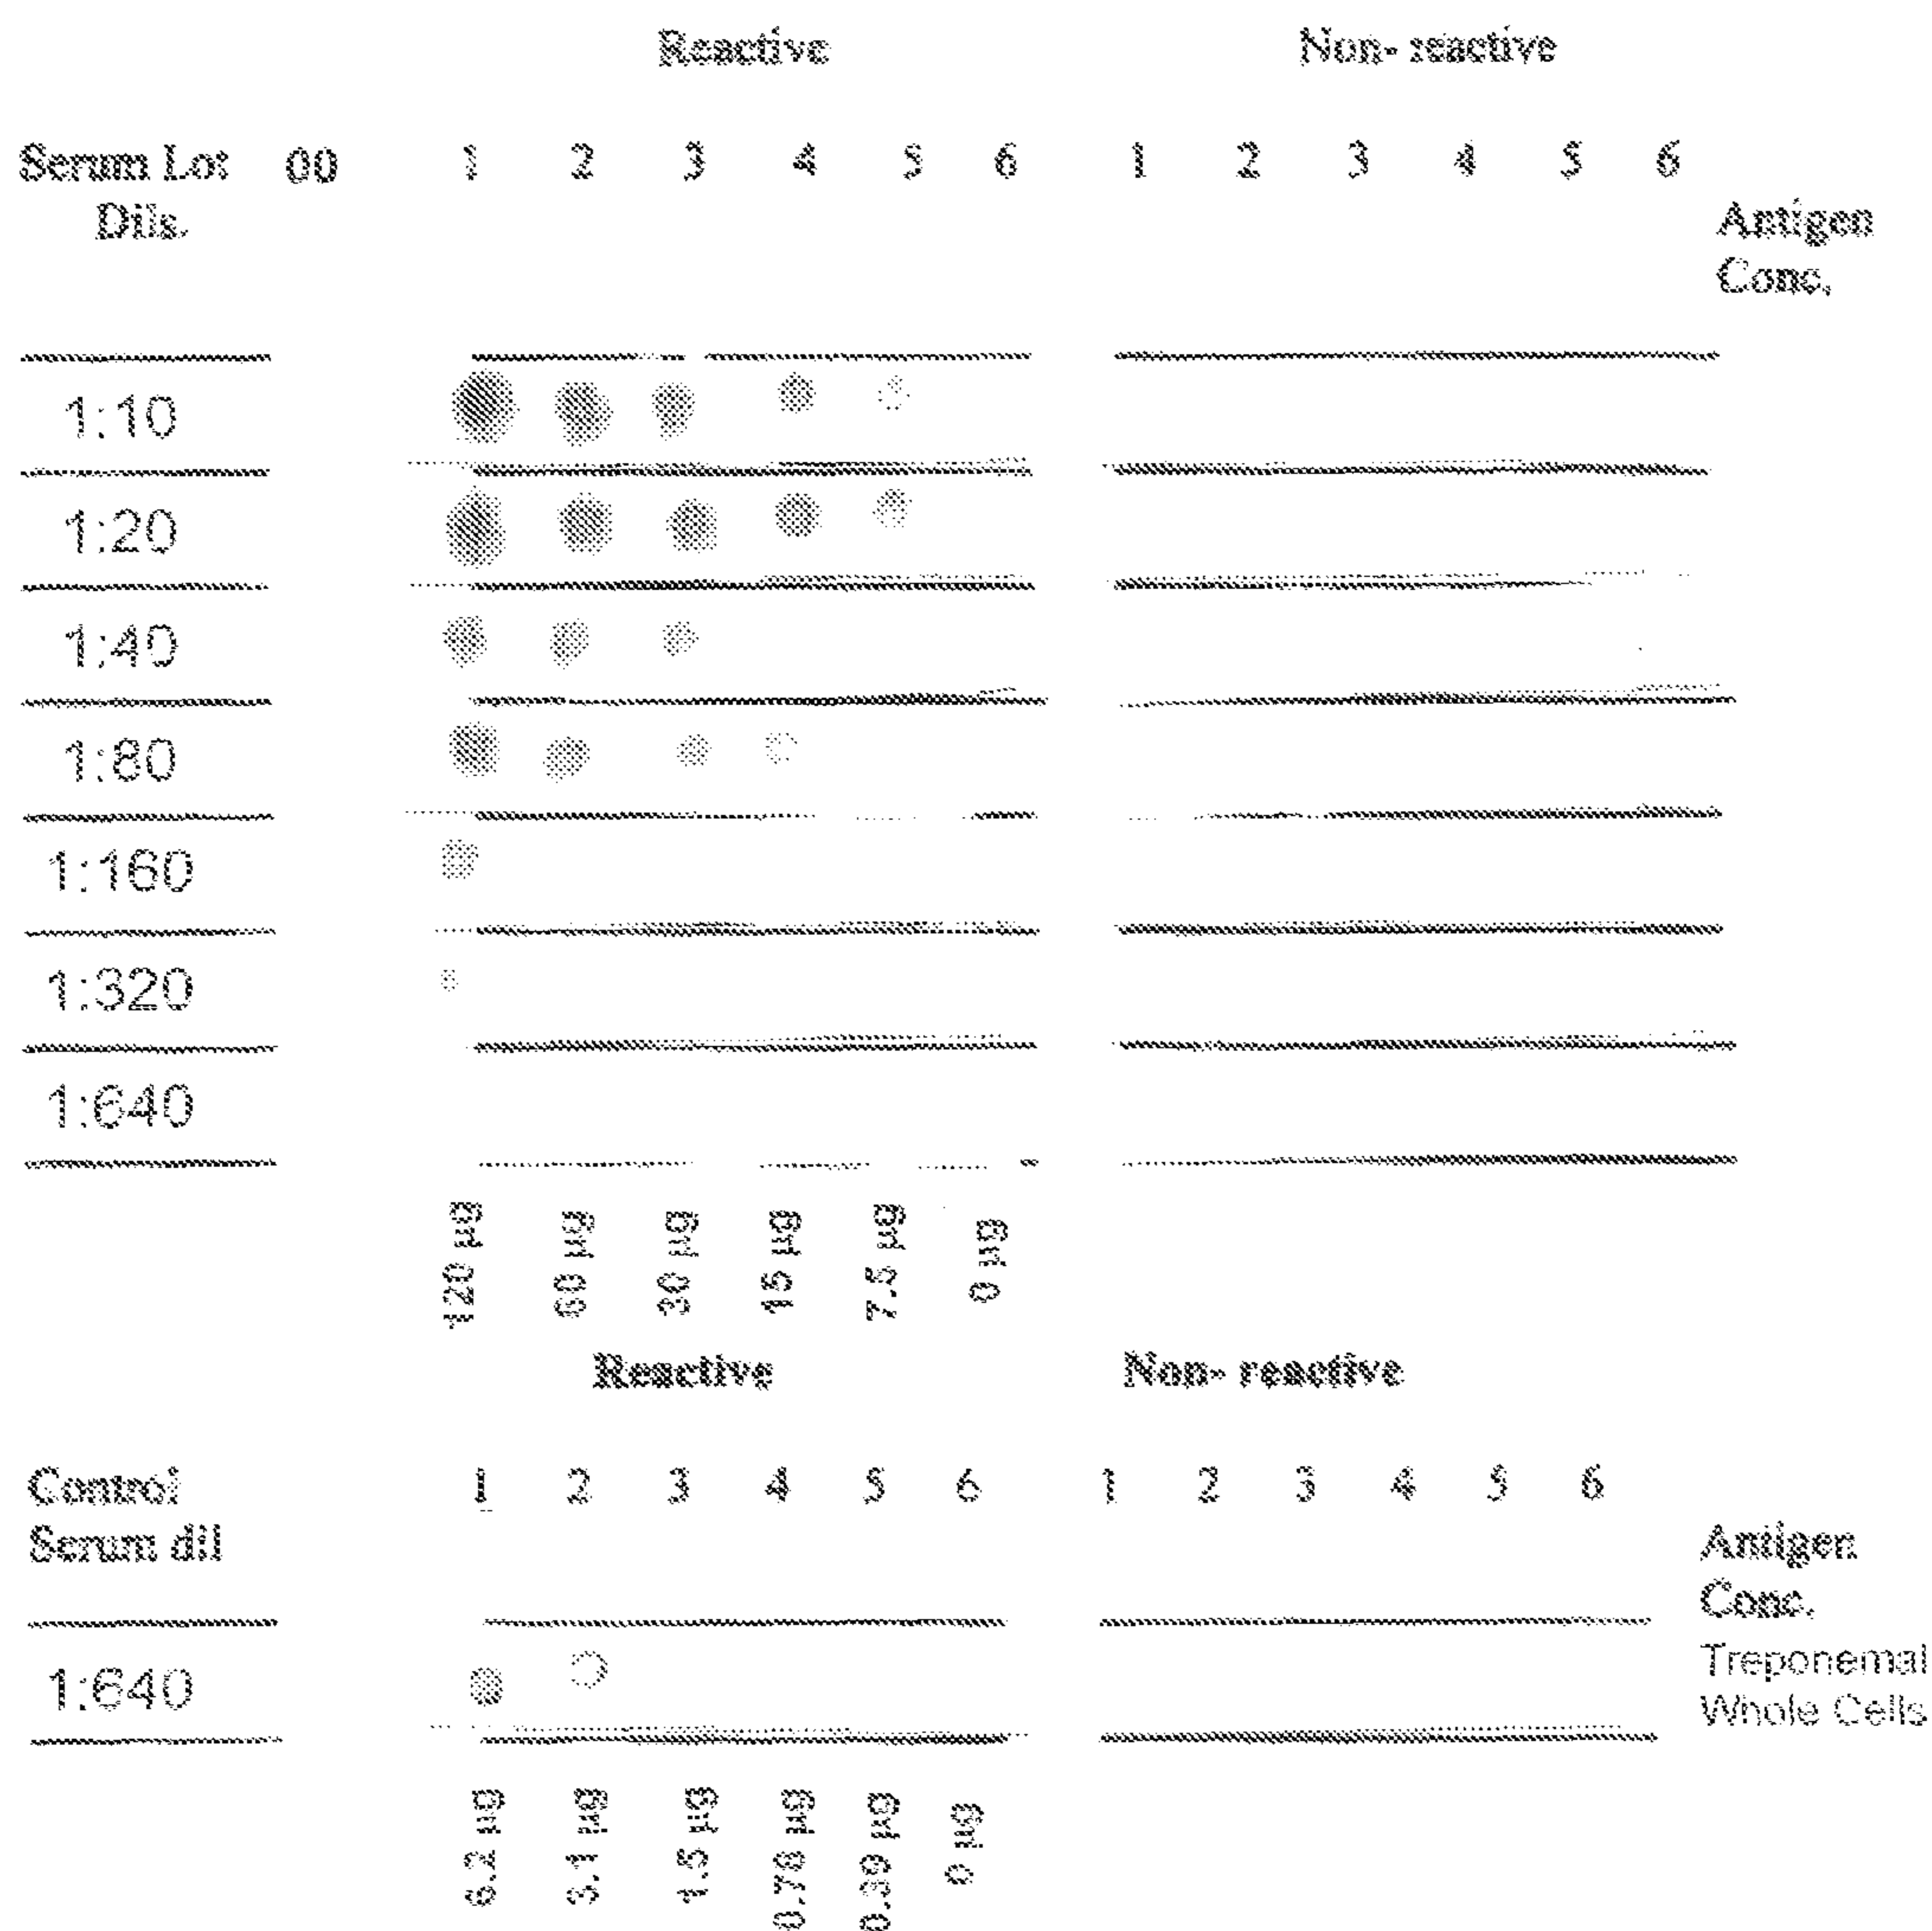 Reactive Non- reactive
Serum Lot 00 1 2 3 4 5 6 1 2 3 4 5 6
Dils.
Antigen
Conc.
1:10
1:20
1:40
1:80
1:160
1:320
1:640
120 µg 60 µg 30 µg 15 µg 7.5 µg 0 µg
Reactive Non- reactive
Control 1 2 3 4 5 6 1 2 3 4 5 6
Serum dil
Antigen
Conc.
1:640
Treponemal
Whole Cells
6.2 µg 3.1 µg 1.5 µg 0.78 µg 0.39 µg 0 µg